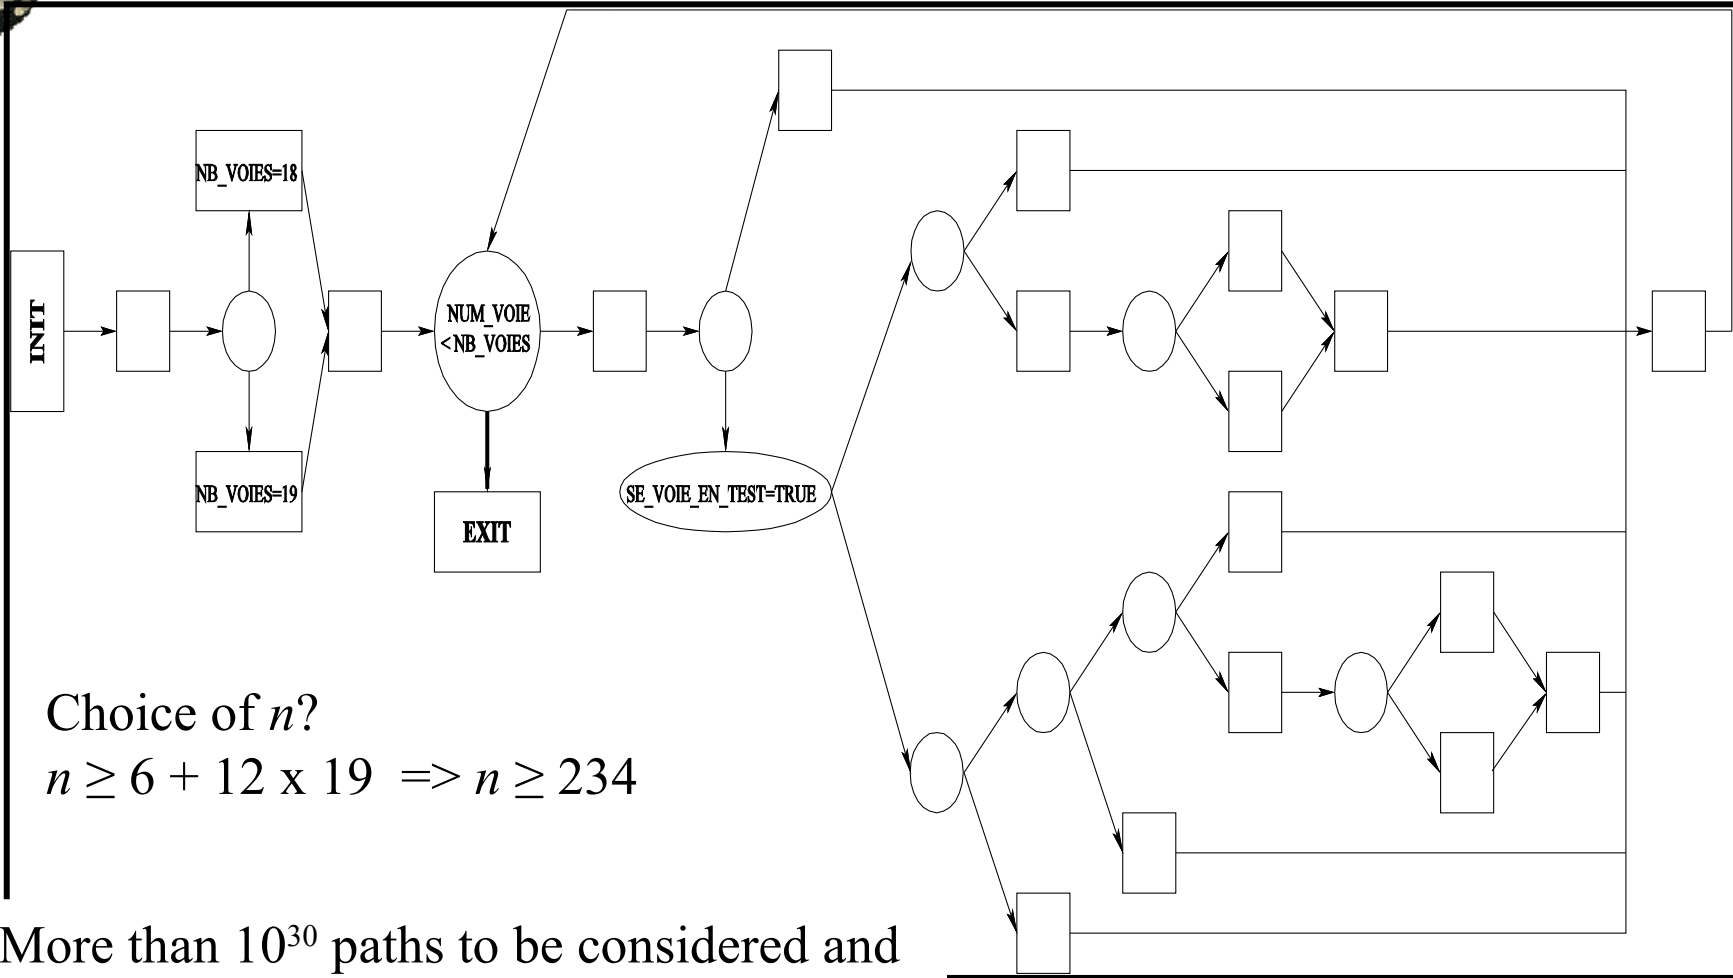 NB_VOIES=18
INIT
NUM_VOIE
<NB_VOIES
NB_VOIES=19
SE_VOIE_EN_TEST=TRUE
EXIT
Choice of n?
n ≥ 6 + 12 x 19 => n ≥ 234
More than 10³⁰ paths to be considered and